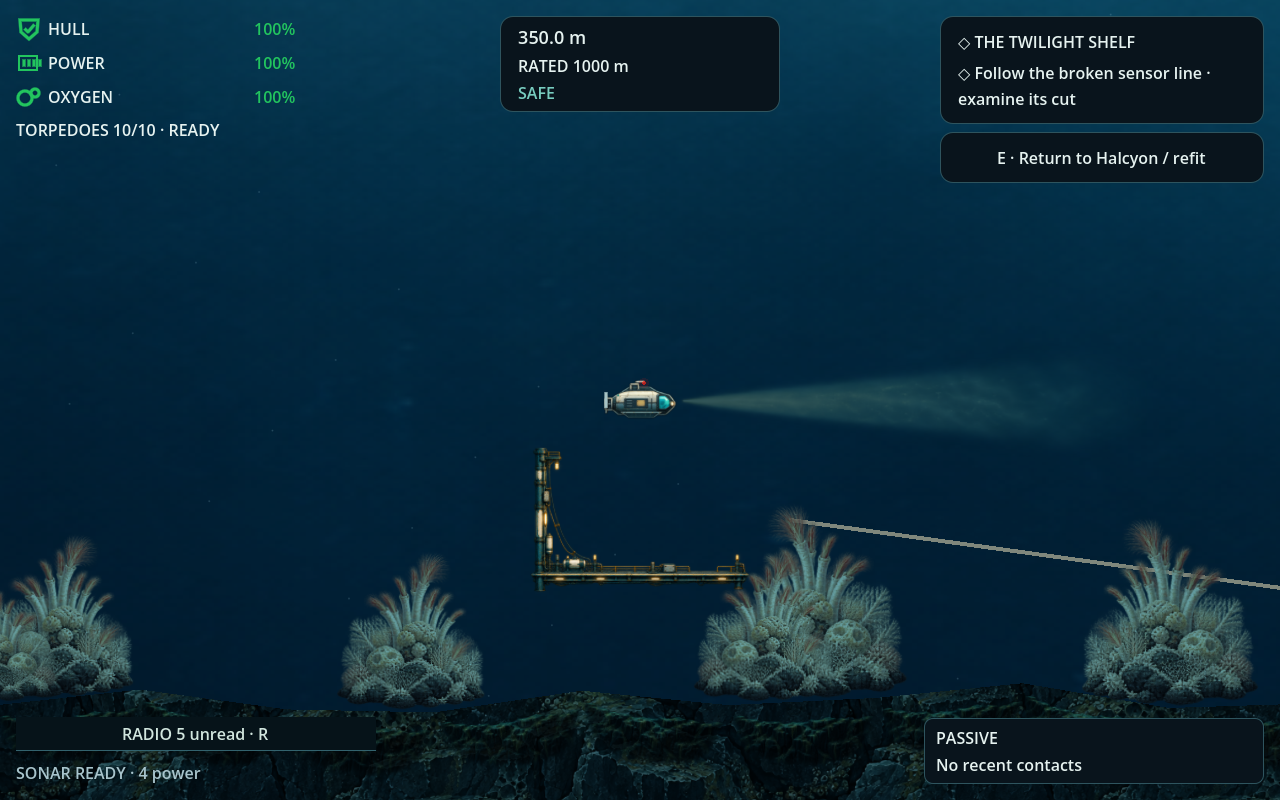 HULL 100%
POWER 100%
OXYGEN 100%
TORPEDOES 10/10 · READY
350.0 m
RATED 1000 m
SAFE
◇ THE TWILIGHT SHELF
◇ Follow the broken sensor line ·
examine its cut
E · Return to Halcyon / refit
RADIO 5 unread · R
SONAR READY · 4 power
PASSIVE
No recent contacts